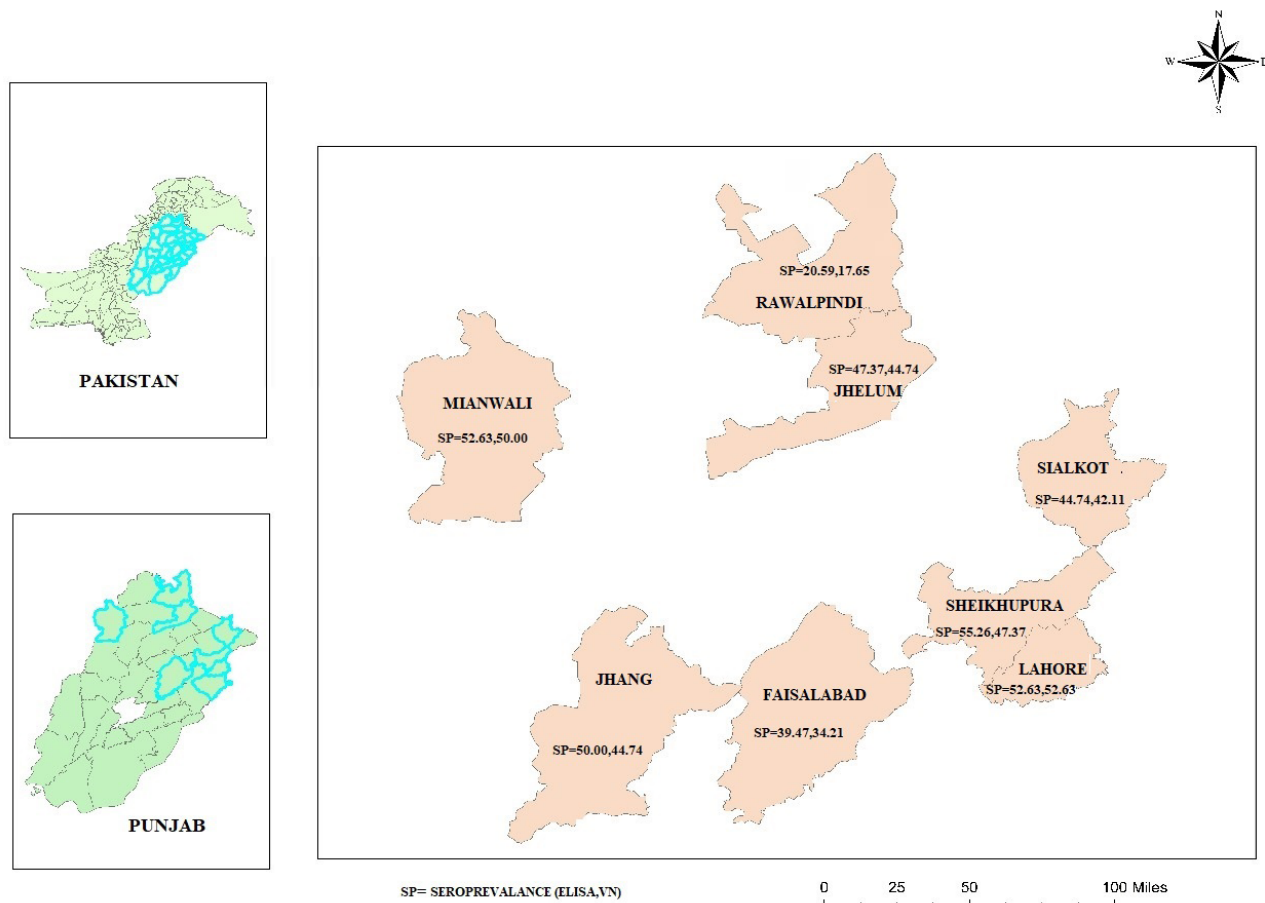 N
W
E
S
PAKISTAN
PUNJAB
SP=20.59,17.65
RAWALPINDI
SP=47.37,44.74
JHELUM
MIANWALI
SP=52.63,50.00
SIALKOT
SP=44.74,42.11
SHEIKHUPURA
SP=55.26,47.37
LAHORE
SP=52.63,52.63
JHANG
SP=50.00,44.74
FAISALABAD
SP=39.47,34.21
SP= SEROPREVALANCE (ELISA,VN)
0 25 50 100 Miles